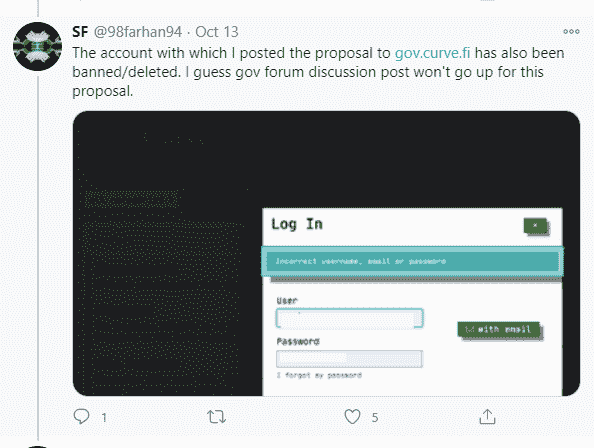 SF @98farhan94 · Oct 13
The account with which I posted the proposal to gov.curve.fi has also been
banned/deleted. I guess gov forum discussion post won't go up for this
proposal.
Log In
×
Incorrect username, email or password
User
with email
Password
I forgot my password
1
5